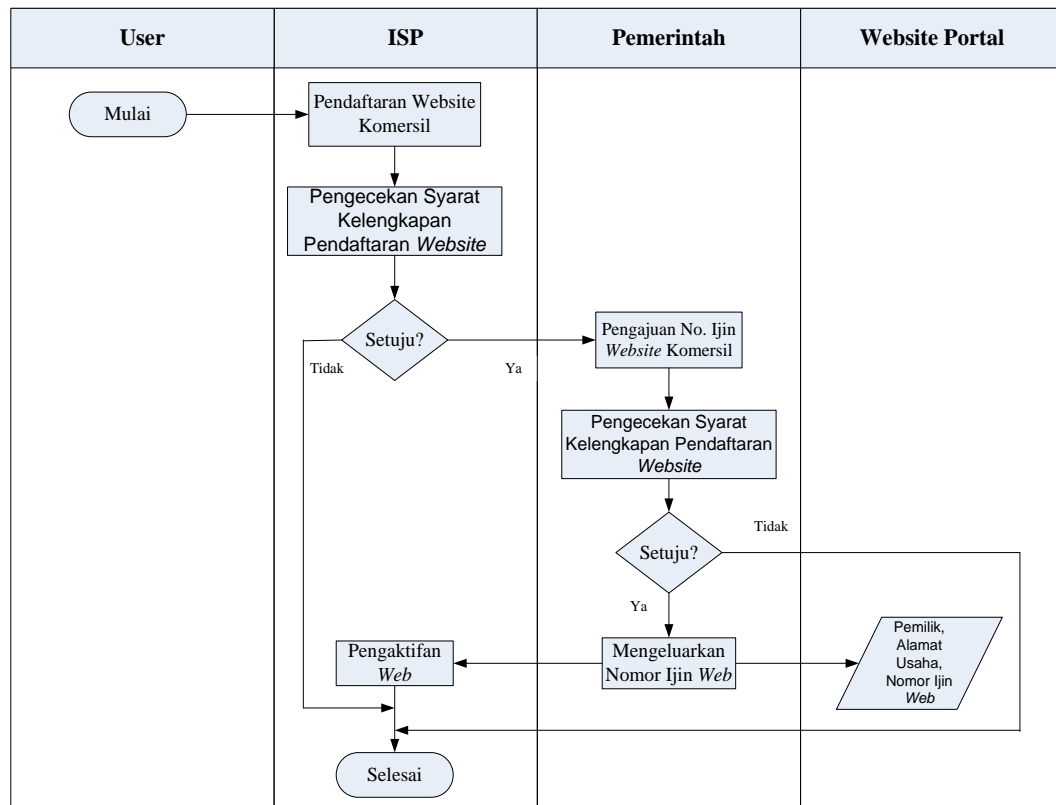 User
ISP
Pemerintah
Website Portal
Mulai
Pendaftaran Website
Komersil
Pengecekan Syarat
Kelengkapan
Pendaftaran Website
Setuju?
Tidak
Ya
Pengajuan No. Ijin
Website Komersil
Pengecekan Syarat
Kelengkapan Pendaftaran
Website
Setuju?
Tidak
Ya
Mengeluarkan
Nomor Ijin Web
Pengaktifan
Web
Pemilik,
Alamat
Usaha,
Nomor Ijin
Web
Selesai